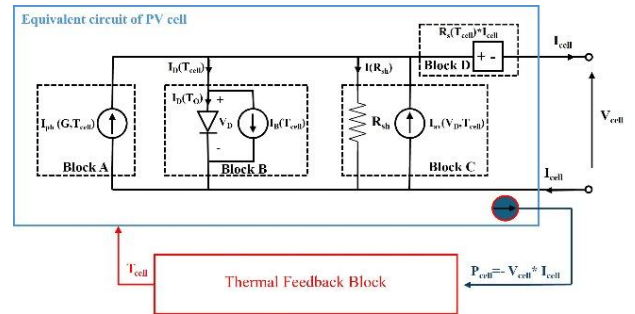 Equivalent circuit of PV cell
Rs(Tcell)*Icell
+ -
Block D
Icell
ID(Tcell)
I(Rsh)
ID(TO)
+
Iph (G,Tcell)
VD
IB(Tcell)
Rsh
Iav(VD,Tcell)
Vcell
-
Block A
Block B
Block C
Icell
Tcell
Thermal Feedback Block
Pcell=- Vcell* Icell